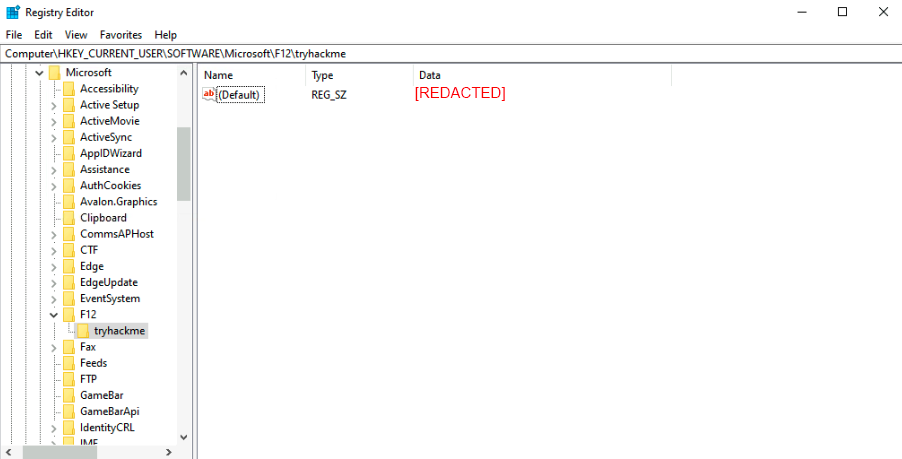 Registry Editor
File Edit View Favorites Help
Computer\HKEY_CURRENT_USER\SOFTWARE\Microsoft\F12\tryhackme
Name Type Data
ab (Default) REG_SZ [REDACTED]
Microsoft
Accessibility
Active Setup
ActiveMovie
ActiveSync
AppIDWizard
Assistance
AuthCookies
Avalon.Graphics
Clipboard
CommsAPHost
CTF
Edge
EdgeUpdate
EventSystem
F12
tryhackme
Fax
Feeds
FTP
GameBar
GameBarApi
IdentityCRL
IME